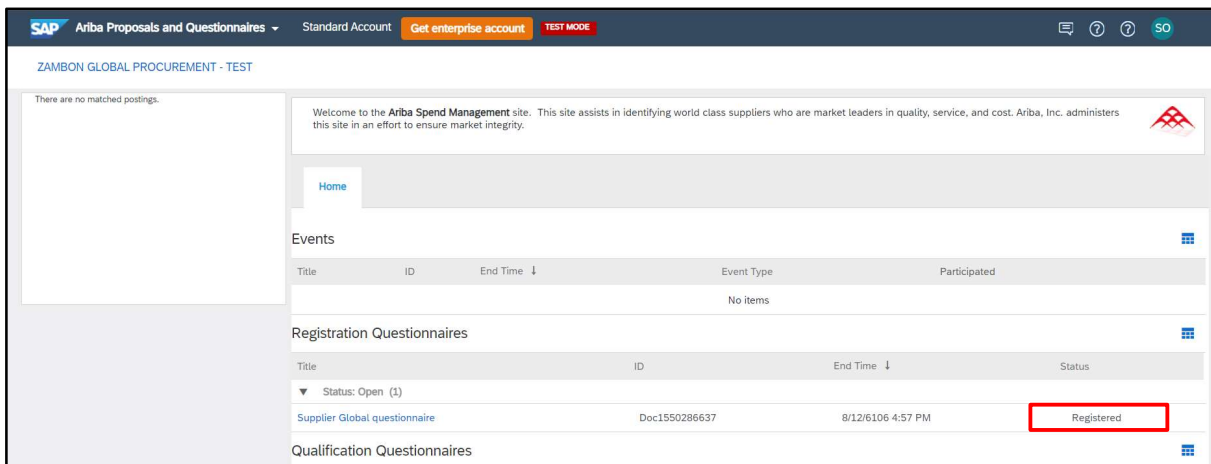 SAP Ariba Proposals and Questionnaires Standard Account Get enterprise account TEST MODE SO
ZAMBON GLOBAL PROCUREMENT - TEST
There are no matched postings.
Welcome to the Ariba Spend Management site. This site assists in identifying world class suppliers who are market leaders in quality, service, and cost. Ariba, Inc. administers
this site in an effort to ensure market integrity.
Home
Events
Title ID End Time ↓ Event Type Participated
No items
Registration Questionnaires
Title ID End Time ↓ Status
▼ Status: Open (1)
Supplier Global questionnaire Doc1550286637 8/12/6106 4:57 PM Registered
Qualification Questionnaires